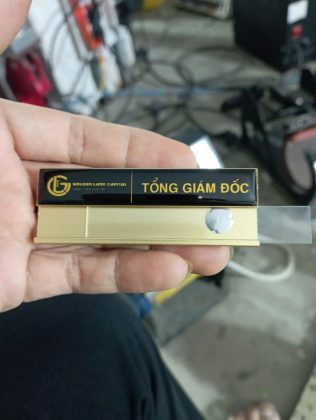 GOLDEN LAND CAPITAL
TỔNG GIÁM ĐỐC